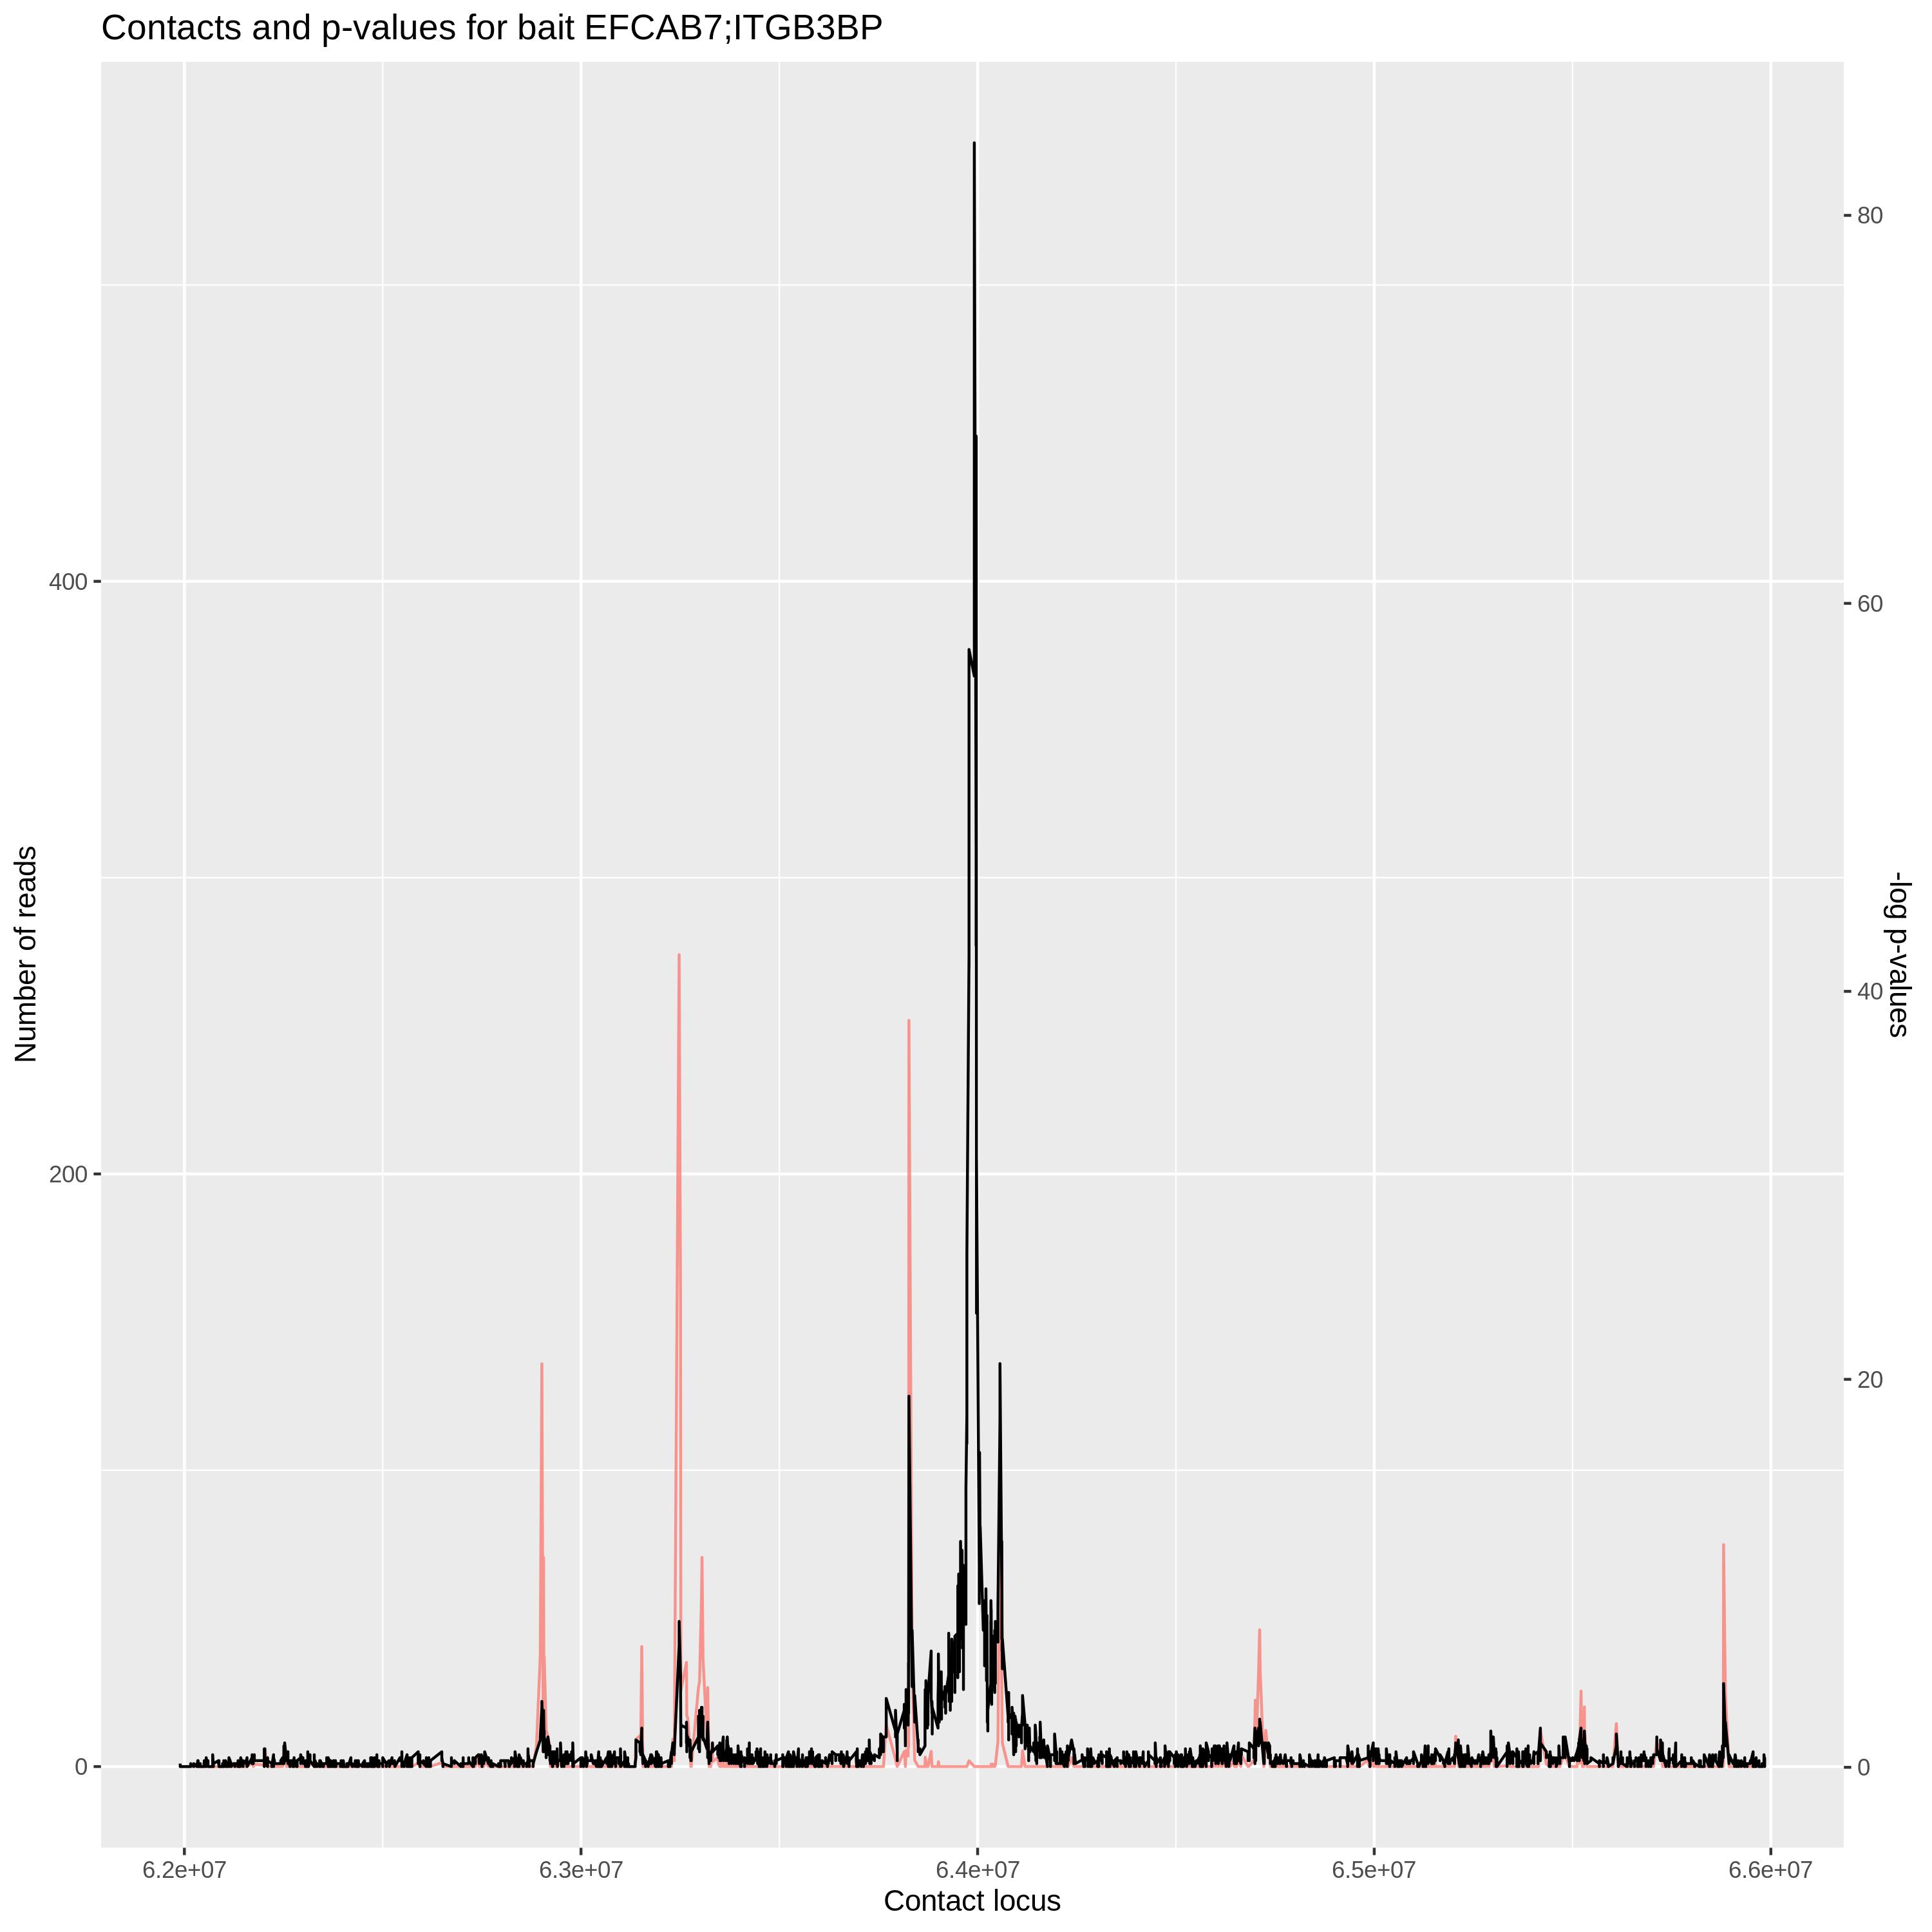 Contacts and p-values for bait EFCAB7;ITGB3BP
Number of reads
400
200
0
80
60
40
20
0
-log p-values
6.2e+07
6.3e+07
6.4e+07
6.5e+07
6.6e+07
Contact locus